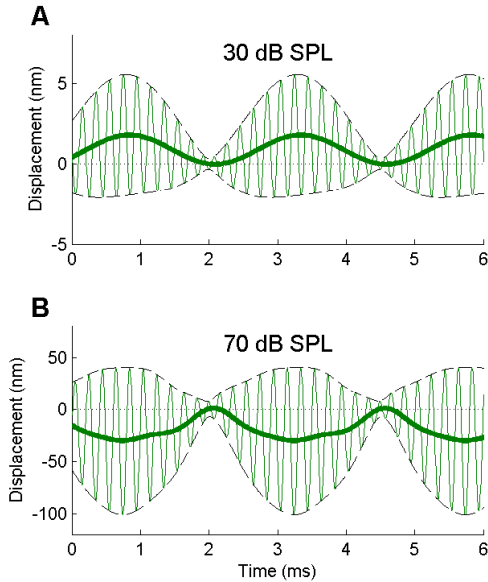 A
30 dB SPL
Displacement (nm)
5
0
-5
0 1 2 3 4 5 6
B
70 dB SPL
Displacement (nm)
50
0
-50
-100
0 1 2 3 4 5 6
Time (ms)